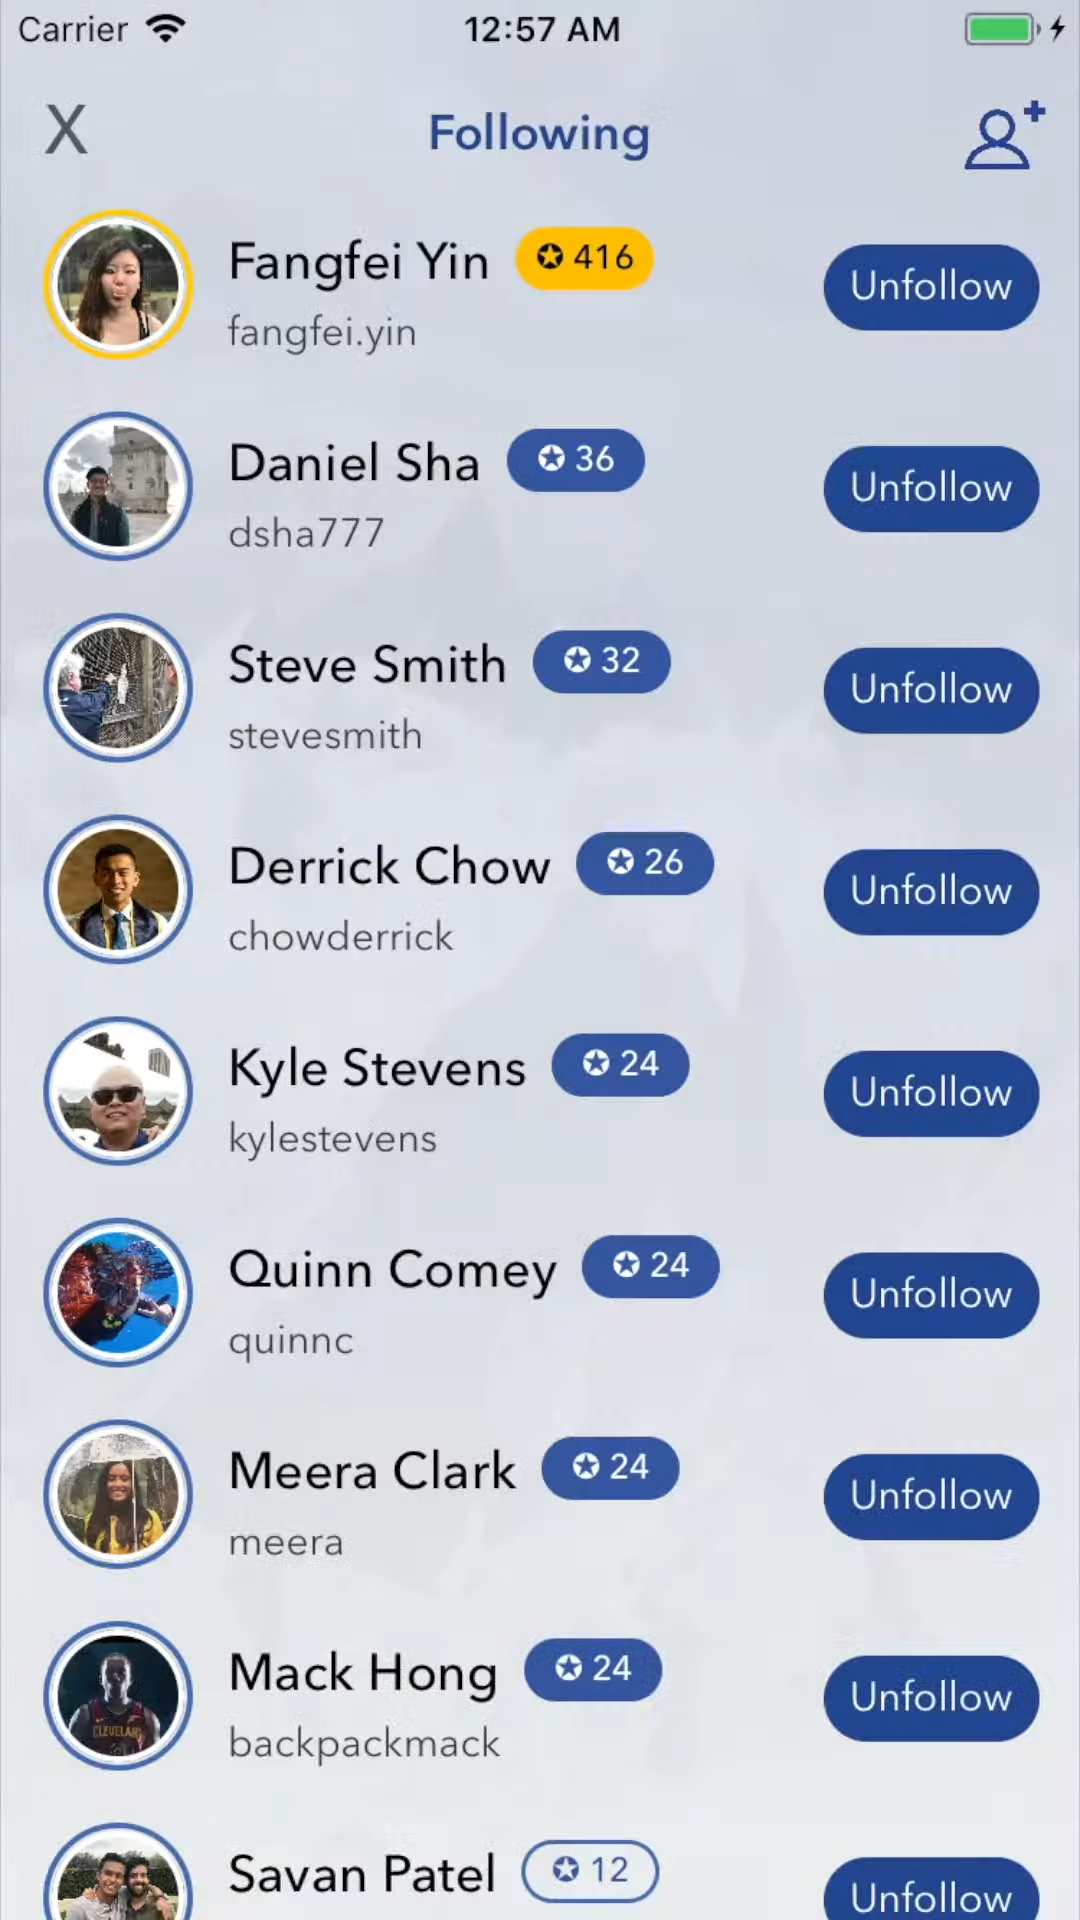 Carrier 12:57 AM
X Following
Fangfei Yin 416
fangfei.yin
Unfollow
Daniel Sha 36
dsha777
Unfollow
Steve Smith 32
stevesmith
Unfollow
Derrick Chow 26
chowderrick
Unfollow
Kyle Stevens 24
kylestevens
Unfollow
Quinn Comey 24
quinnc
Unfollow
Meera Clark 24
meera
Unfollow
Mack Hong 24
backpackmack
Unfollow
CLEVELAND
Savan Patel 12
Unfollow